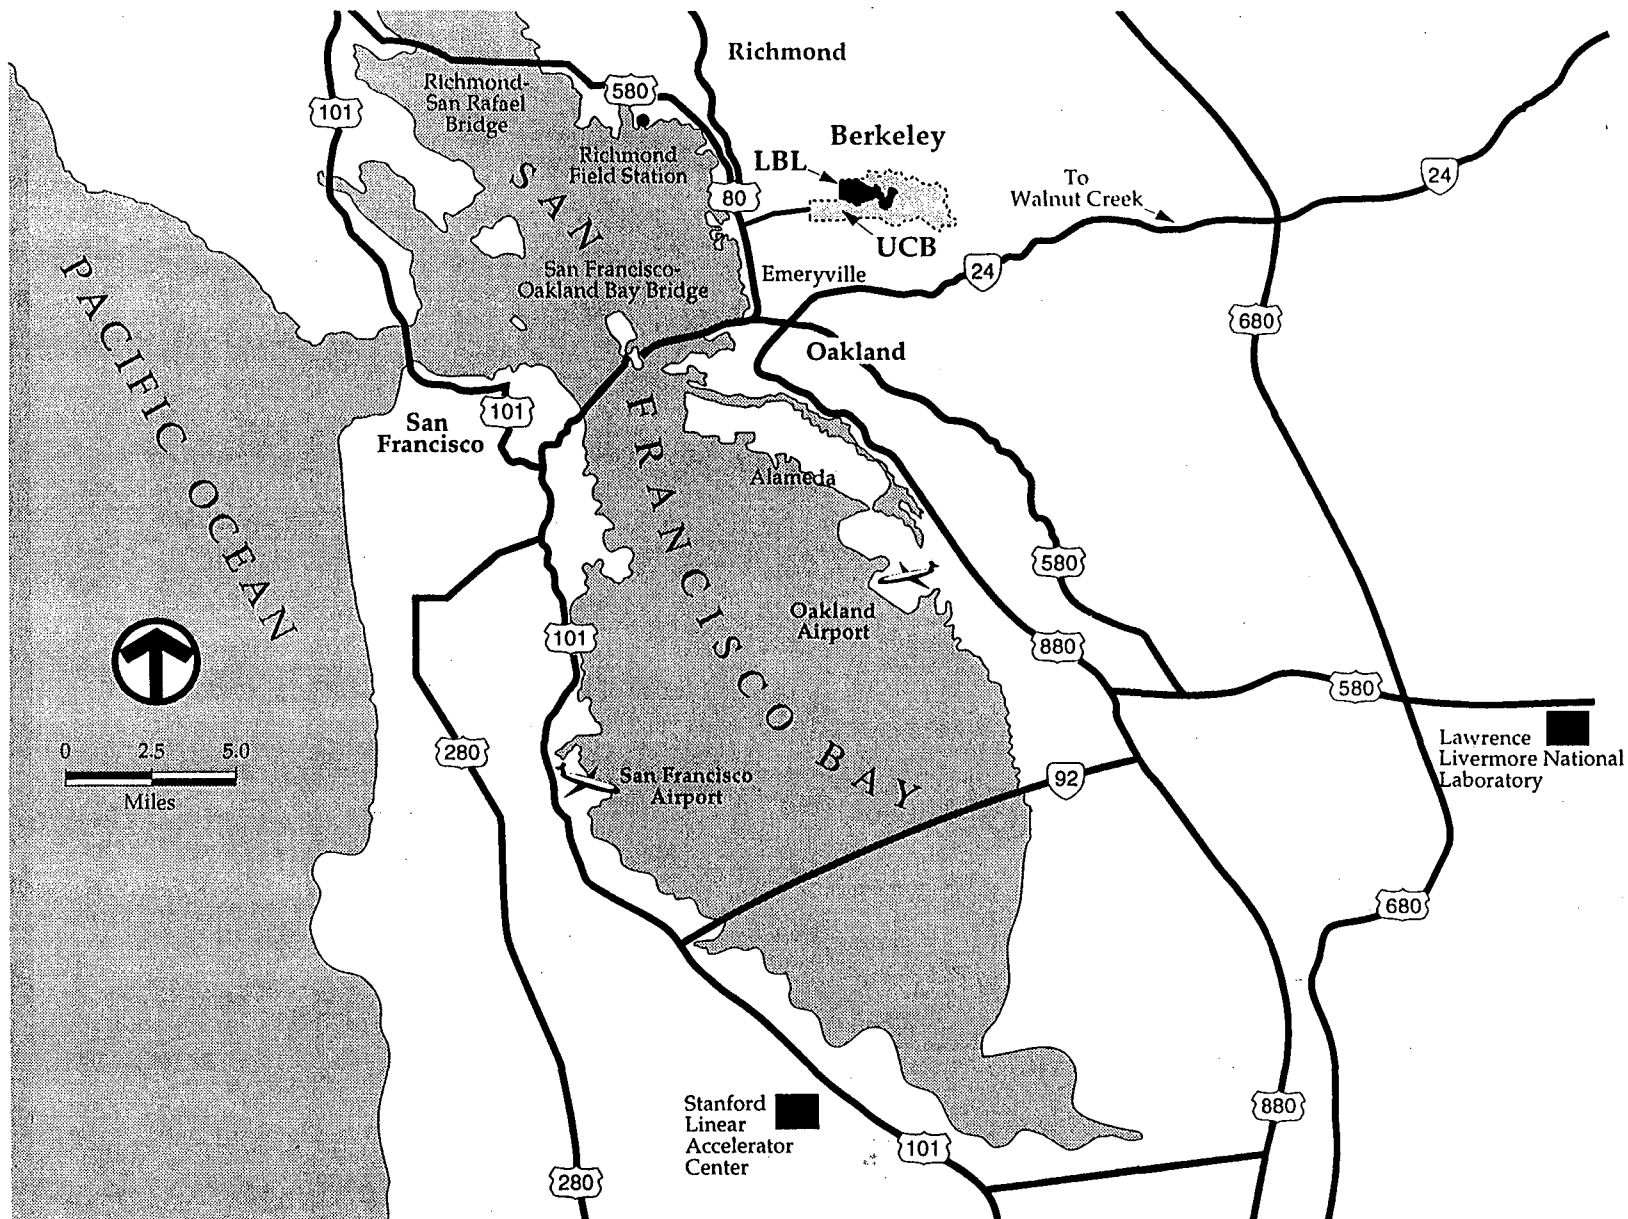 Richmond
Richmond-
San Rafael
Bridge
580
101
Berkeley
LBL
Richmond
Field Station
80
UCB
To
Walnut Creek
24
24
SAN FRANCISCO BAY
San Francisco-
Oakland Bay Bridge
Emeryville
PACIFIC OCEAN
680
Oakland
101
San
Francisco
Alameda
580
Oakland
Airport
101
880
580
Lawrence
Livermore National
Laboratory
280
0 2.5 5.0
Miles
San Francisco
Airport
92
680
Stanford
Linear
Accelerator
Center
880
101
280